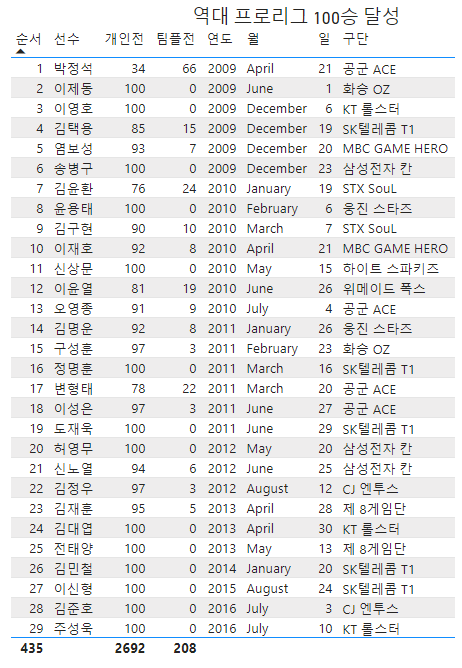 역대 프로리그 100승 달성
순서 선수 개인전 팀플전 연도 월 일 구단
1 박정석 34 66 2009 April 21 공군 ACE
2 이제동 100 0 2009 June 1 화승 OZ
3 이영호 100 0 2009 December 6 KT 롤스터
4 김택용 85 15 2009 December 19 SK텔레콤 T1
5 염보성 93 7 2009 December 20 MBC GAME HERO
6 송병구 100 0 2009 December 23 삼성전자 칸
7 김윤환 76 24 2010 January 19 STX SouL
8 윤용태 100 0 2010 February 6 웅진 스타즈
9 김구현 90 10 2010 March 7 STX SouL
10 이재호 92 8 2010 April 21 MBC GAME HERO
11 신상문 100 0 2010 May 15 하이트 스파키즈
12 이윤열 81 19 2010 June 26 위메이드 폭스
13 오영종 91 9 2010 July 4 공군 ACE
14 김명운 92 8 2011 January 26 웅진 스타즈
15 구성훈 97 3 2011 February 23 화승 OZ
16 정명훈 100 0 2011 March 16 SK텔레콤 T1
17 변형태 78 22 2011 March 20 공군 ACE
18 이성은 97 3 2011 June 27 공군 ACE
19 도재욱 100 0 2011 June 29 SK텔레콤 T1
20 허영무 100 0 2012 May 20 삼성전자 칸
21 신노열 94 6 2012 June 25 삼성전자 칸
22 김정우 97 3 2012 August 12 CJ 엔투스
23 김재훈 95 5 2013 April 28 제 8게임단
24 김대엽 100 0 2013 April 30 KT 롤스터
25 전태양 100 0 2013 May 13 제 8게임단
26 김민철 100 0 2014 January 20 SK텔레콤 T1
27 이신형 100 0 2015 August 24 SK텔레콤 T1
28 김준호 100 0 2016 July 3 CJ 엔투스
29 주성욱 100 0 2016 July 10 KT 롤스터
435 2692 208